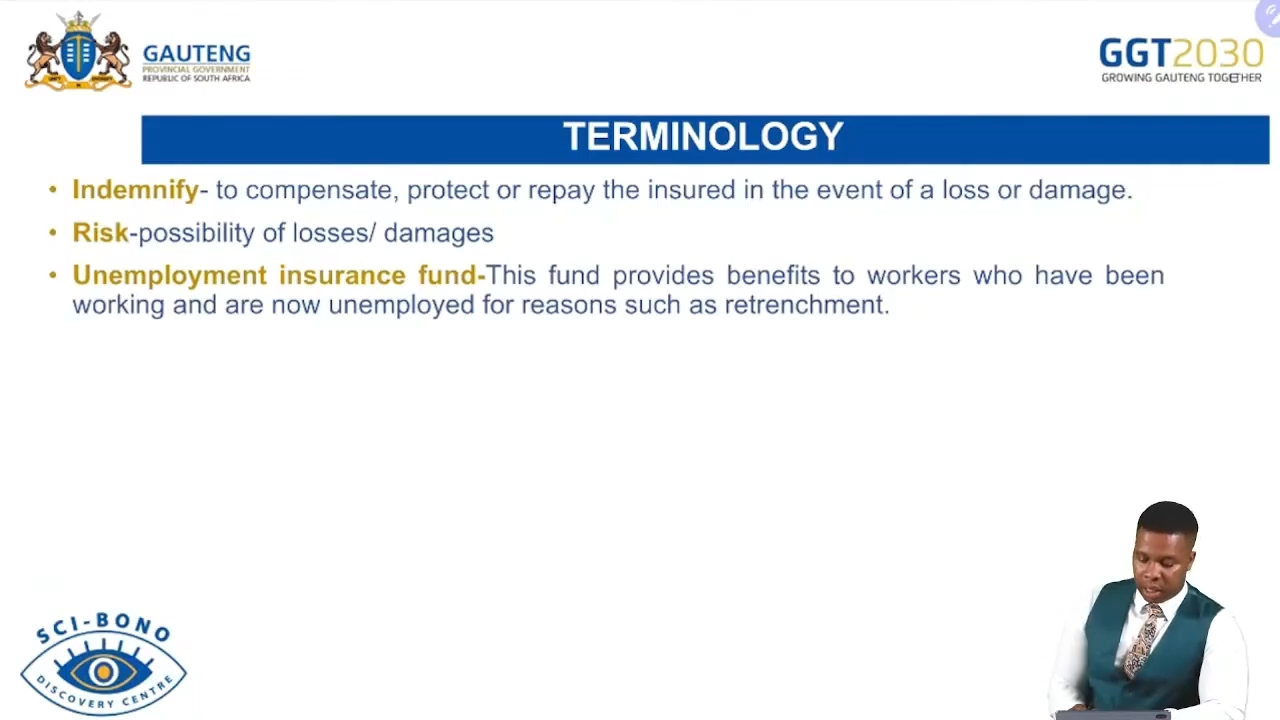 GAUTENG
PROVINCIAL GOVERNMENT
REPUBLIC OF SOUTH AFRICA
GGT2030
GROWING GAUTENG TOGETHER
TERMINOLOGY
• Indemnify- to compensate, protect or repay the insured in the event of a loss or damage.
• Risk-possibility of losses/ damages
• Unemployment insurance fund-This fund provides benefits to workers who have been
working and are now unemployed for reasons such as retrenchment.
SCI-BONO
DISCOVERY CENTRE